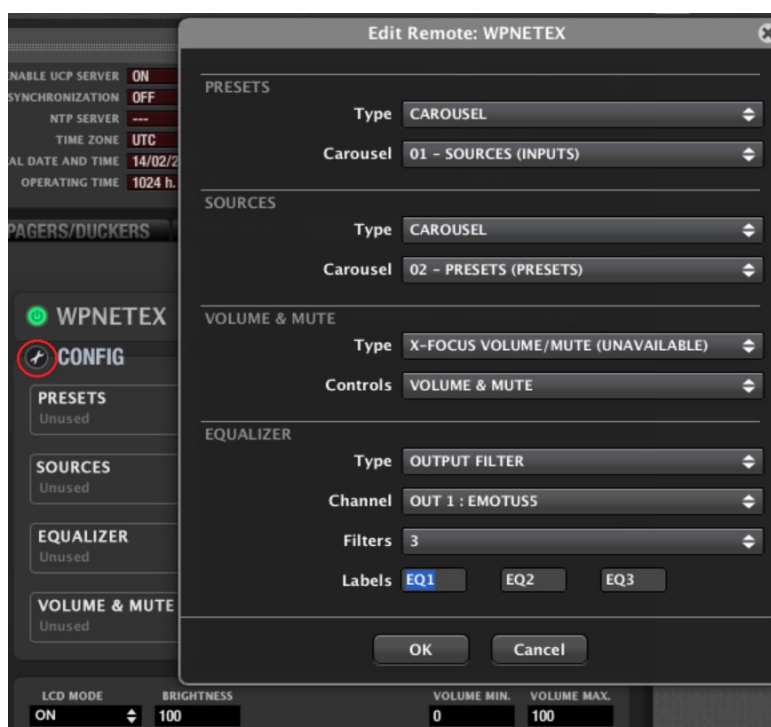 Edit Remote: WPNETEX
ENABLE UCP SERVER ON
SYNCHRONIZATION OFF
NTP SERVER ---
TIME ZONE UTC
AL DATE AND TIME 14/02/2
OPERATING TIME 1024 h.
PAGERS/DUCKERS
WPNETEX
CONFIG
PRESETS
Unused
SOURCES
Unused
EQUALIZER
Unused
VOLUME & MUTE
Unused
PRESETS
Type CAROUSEL
Carousel 01 - SOURCES (INPUTS)
SOURCES
Type CAROUSEL
Carousel 02 - PRESETS (PRESETS)
VOLUME & MUTE
Type X-FOCUS VOLUME/MUTE (UNAVAILABLE)
Controls VOLUME & MUTE
EQUALIZER
Type OUTPUT FILTER
Channel OUT 1 : EMOTUS5
Filters 3
Labels EQ1 EQ2 EQ3
OK Cancel
LCD MODE BRIGHTNESS VOLUME MIN. VOLUME MAX.
ON 100 0 100